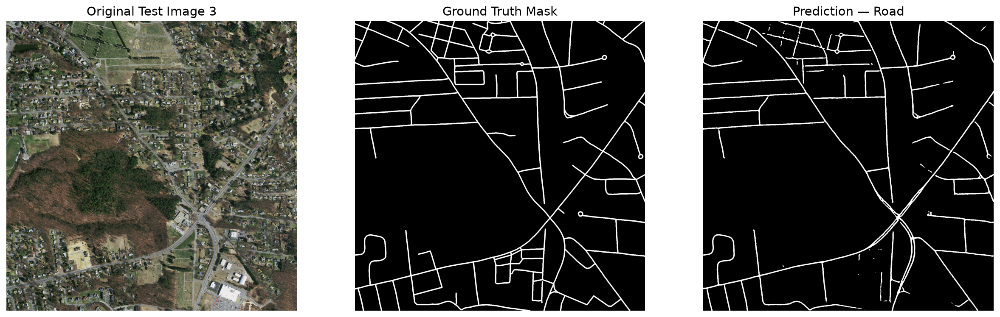 Original Test Image 3
Ground Truth Mask
Prediction — Road